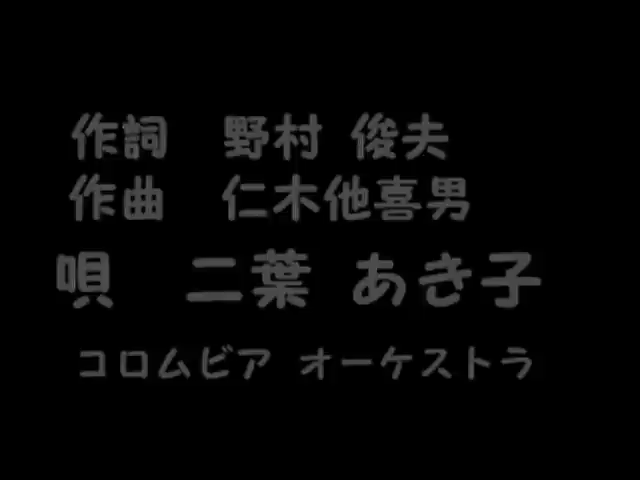 作詞　野村 俊夫
作曲　仁木他喜男
唄　二葉 あき子
コロムビア オーケストラ